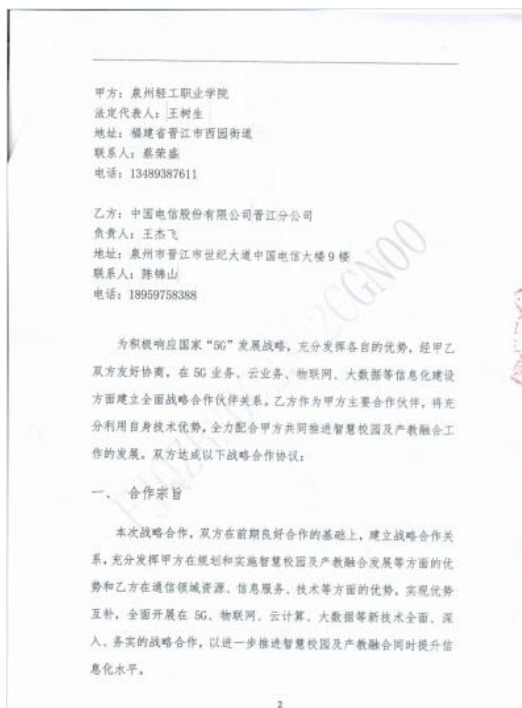 甲方：泉州轻工职业学院
法定代表人：王树生
地址：福建省晋江市西园街道
联系人：蔡荣盛
电话：13489387611
乙方：中国电信股份有限公司晋江分公司
负责人：王杰飞
地址：泉州市晋江市世纪大道中国电信大楼9楼
联系人：陈锦山
电话：18959758388
为积极响应国家“5G”发展战略，充分发挥各自的优势，经甲乙
双方友好协商，在 5G 业务、云业务、物联网、大数据等信息化建设
方面建立全面战略合作伙伴关系。乙方作为甲方主要合作伙伴，将充
分利用自身技术优势，全力配合甲方共同推进智慧校园及产教融合工
作的发展。双方达成以下战略合作协议：
一、 合作宗旨
本次战略合作，双方在前期良好合作的基础上，建立战略合作关
系，充分发挥甲方在规划和实施智慧校园及产教融合发展等方面的优
势和乙方在通信领域资源、信息服务、技术等方面的优势，实现优势
互补，全面开展在 5G、物联网、云计算、大数据等新技术全面、深
入、务实的战略合作，以进一步推进智慧校园及产教融合同时提升信
息化水平。
2